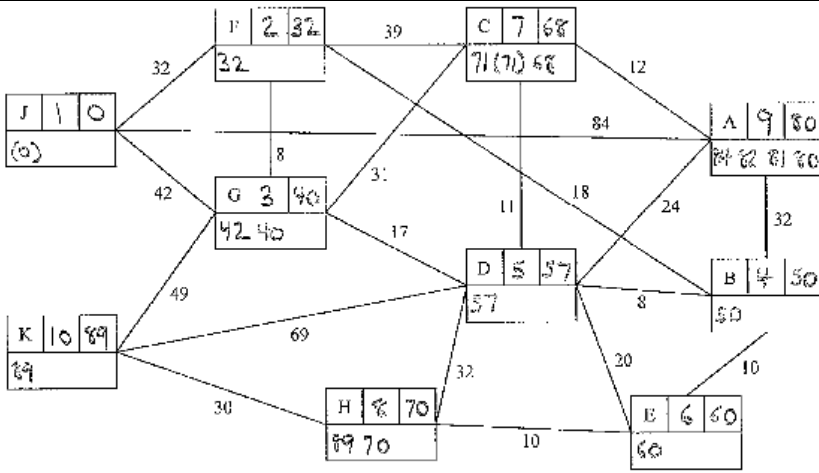 F 2 32
32
39
C 7 68
71 (71) 68
32
12
J 1 0
(0)
84
A 9 80
84 82 81 80
8
31
42
G 3 40
42 40
18
24
32
17
11
D 5 57
57
B 4 50
50
8
49
69
K 10 89
89
32
20
10
30
H 8 70
89 70
10
E 6 60
60